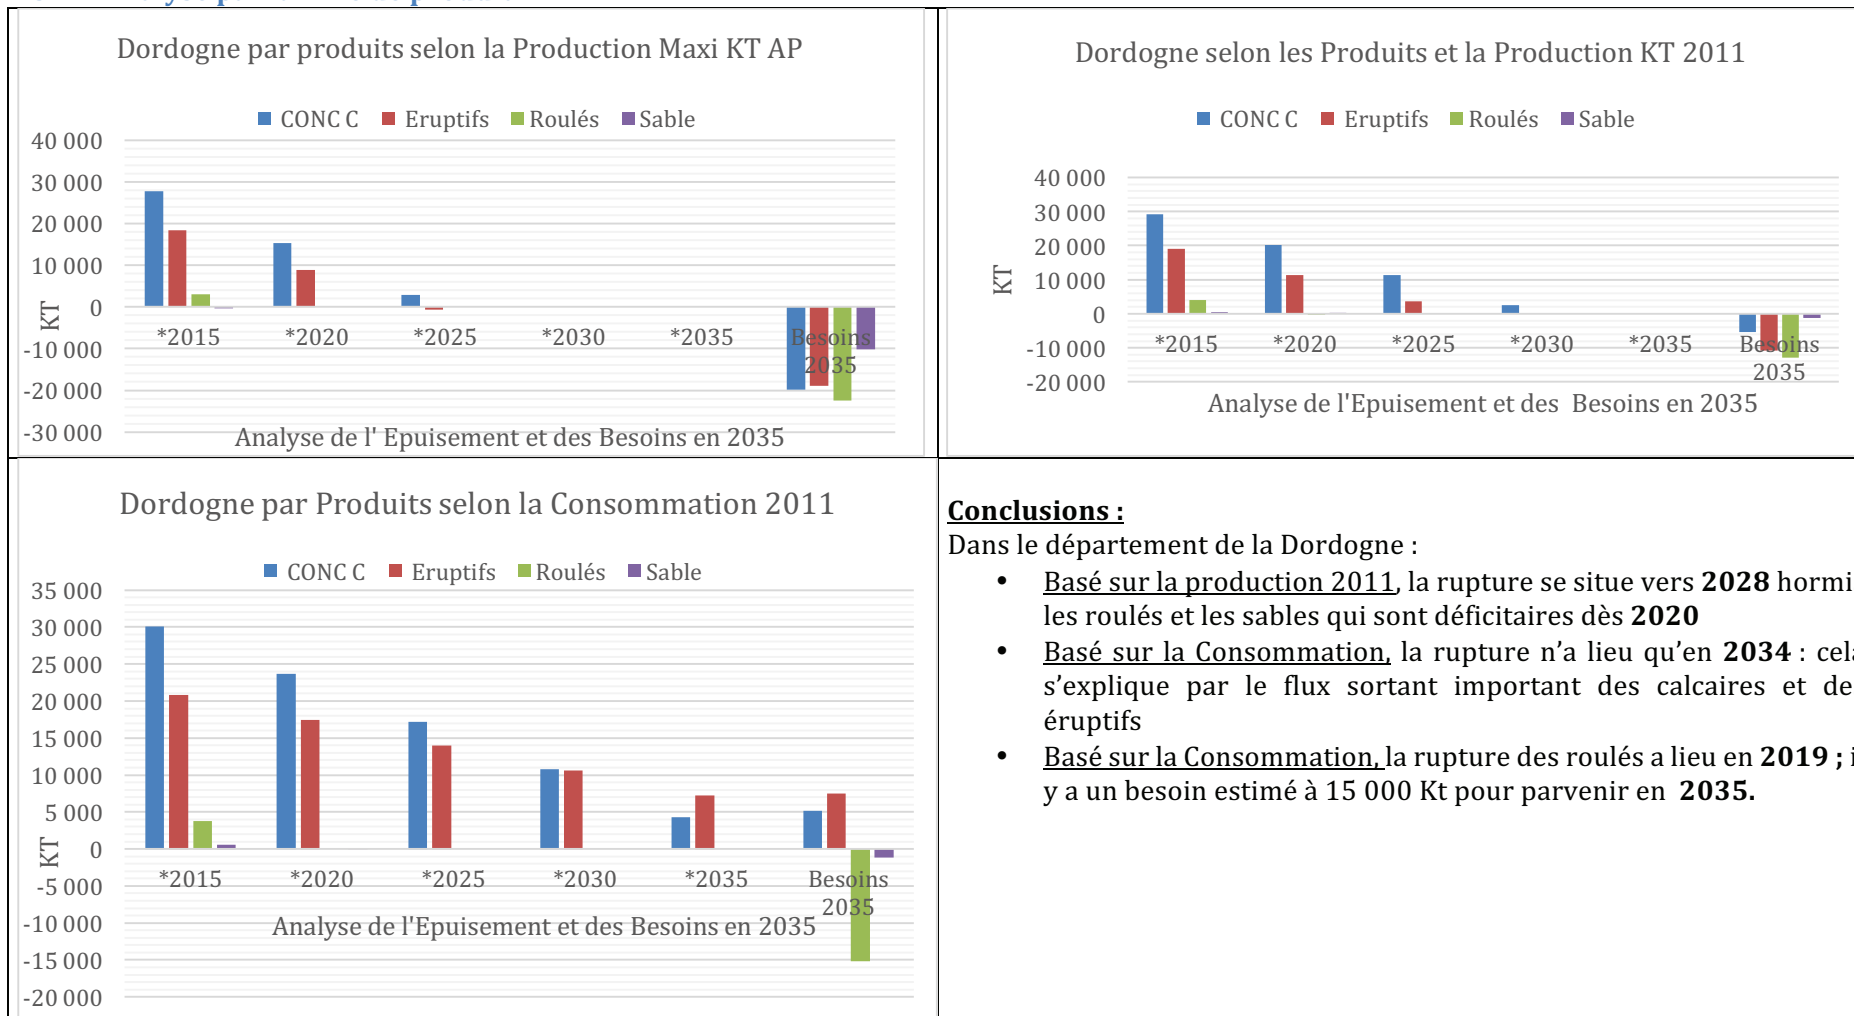 Dordogne par produits selon la Production Maxi KT AP
CONC C Eruptifs Roulés Sable
40 000
30 000
20 000
10 000
0
-10 000
-20 000
-30 000
KT
*2015 *2020 *2025 *2030 *2035 Besoins 2035
Analyse de l' Epuisement et des Besoins en 2035
Dordogne selon les Produits et la Production KT 2011
CONC C Eruptifs Roulés Sable
40 000
30 000
20 000
10 000
0
-10 000
-20 000
KT
*2015 *2020 *2025 *2030 *2035 Besoins
2035
Analyse de l'Epuisement et des Besoins en 2035
Dordogne par Produits selon la Consommation 2011
CONC C Eruptifs Roulés Sable
35 000
30 000
25 000
20 000
15 000
10 000
5 000
0
-5 000
-10 000
-15 000
-20 000
KT
*2015 *2020 *2025 *2030 *2035 Besoins
2035
Analyse de l'Epuisement et des Besoins en 2035
Conclusions :
Dans le département de la Dordogne :
• Basé sur la production 2011, la rupture se situe vers 2028 hormi
les roulés et les sables qui sont déficitaires dès 2020
• Basé sur la Consommation, la rupture n'a lieu qu'en 2034 : cela
s'explique par le flux sortant important des calcaires et de
éruptifs
• Basé sur la Consommation, la rupture des roulés a lieu en 2019 ; i
y a un besoin estimé à 15 000 Kt pour parvenir en 2035.